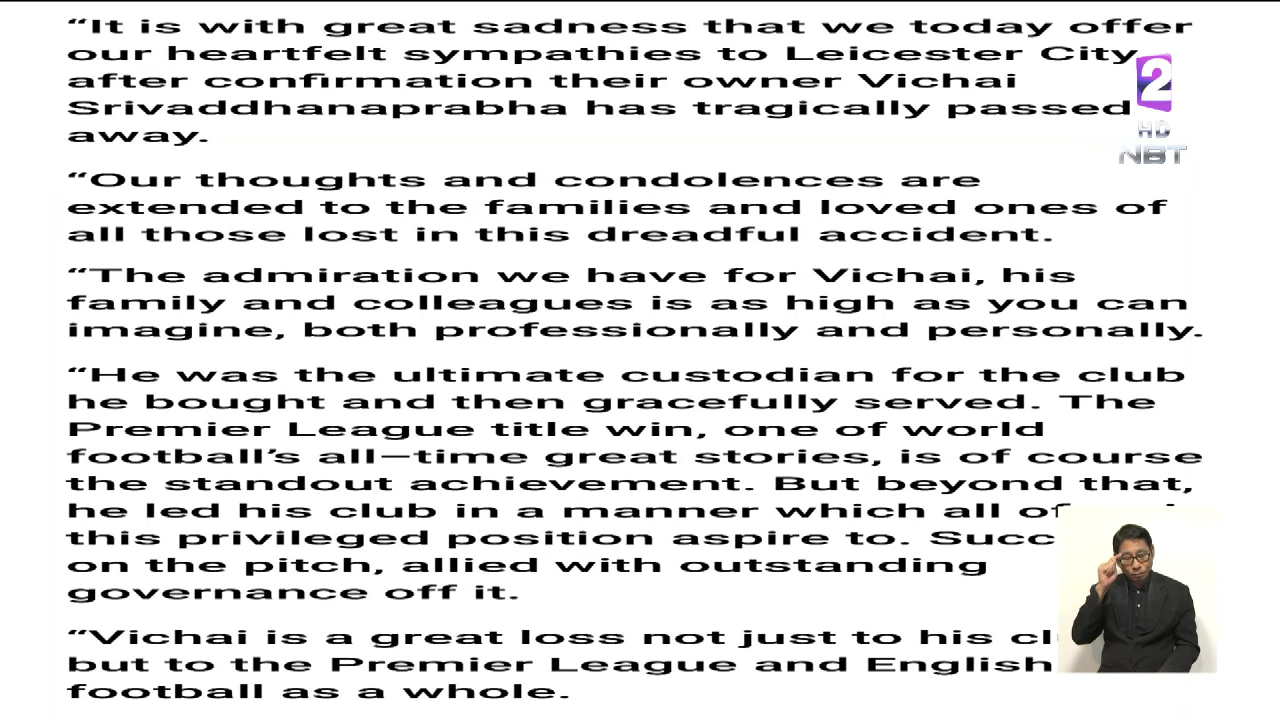 “It is with great sadness that we today offer
our heartfelt sympathies to Leicester City
after confirmation their owner Vichai
Srivaddhanaprabha has tragically passed
away.
2
HD
NBT
“Our thoughts and condolences are
extended to the families and loved ones of
all those lost in this dreadful accident.
“The admiration we have for Vichai, his
family and colleagues is as high as you can
imagine, both professionally and personally.
“He was the ultimate custodian for the club
he bought and then gracefully served. The
Premier League title win, one of world
football’s all—time great stories, is of course
the standout achievement. But beyond that,
he led his club in a manner which all of
this privileged position aspire to. Succ
on the pitch, allied with outstanding
governance off it.
“Vichai is a great loss not just to his
but to the Premier League and English
football as a whole.